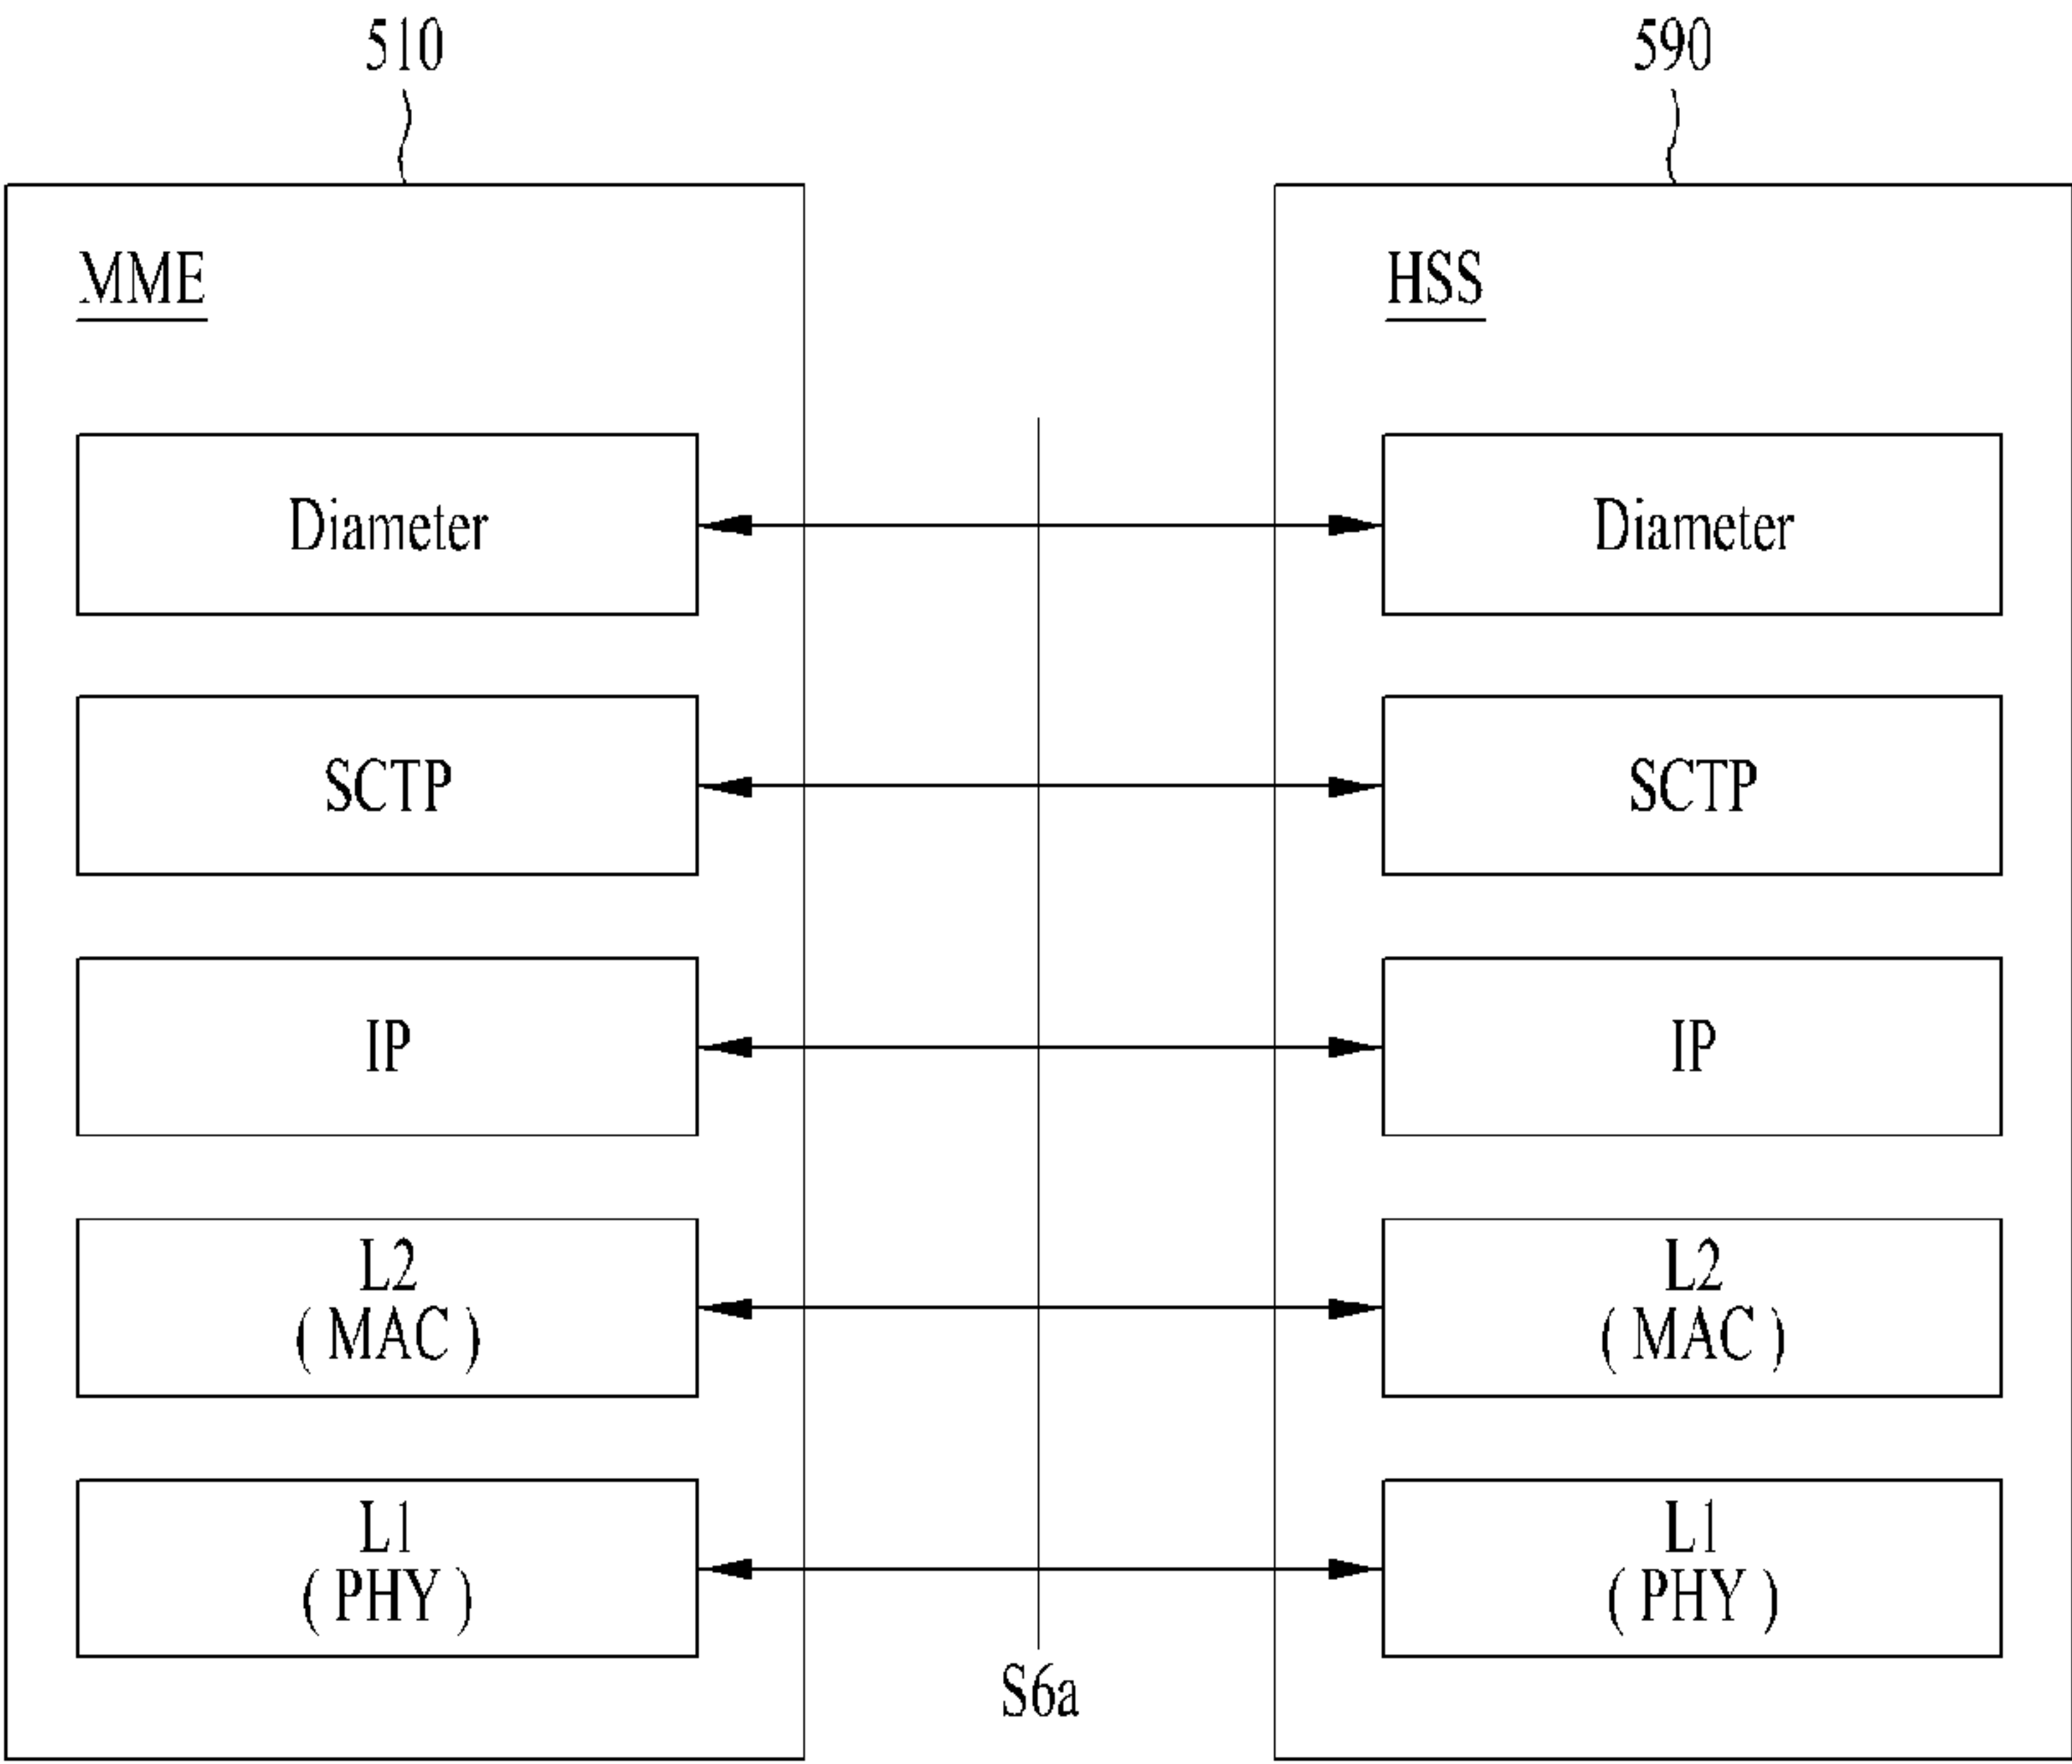 510 590
MME HSS
Diameter Diameter
SCTP SCTP
IP IP
L2 L2
( MAC ) ( MAC )
L1 L1
( PHY ) ( PHY )
S6a